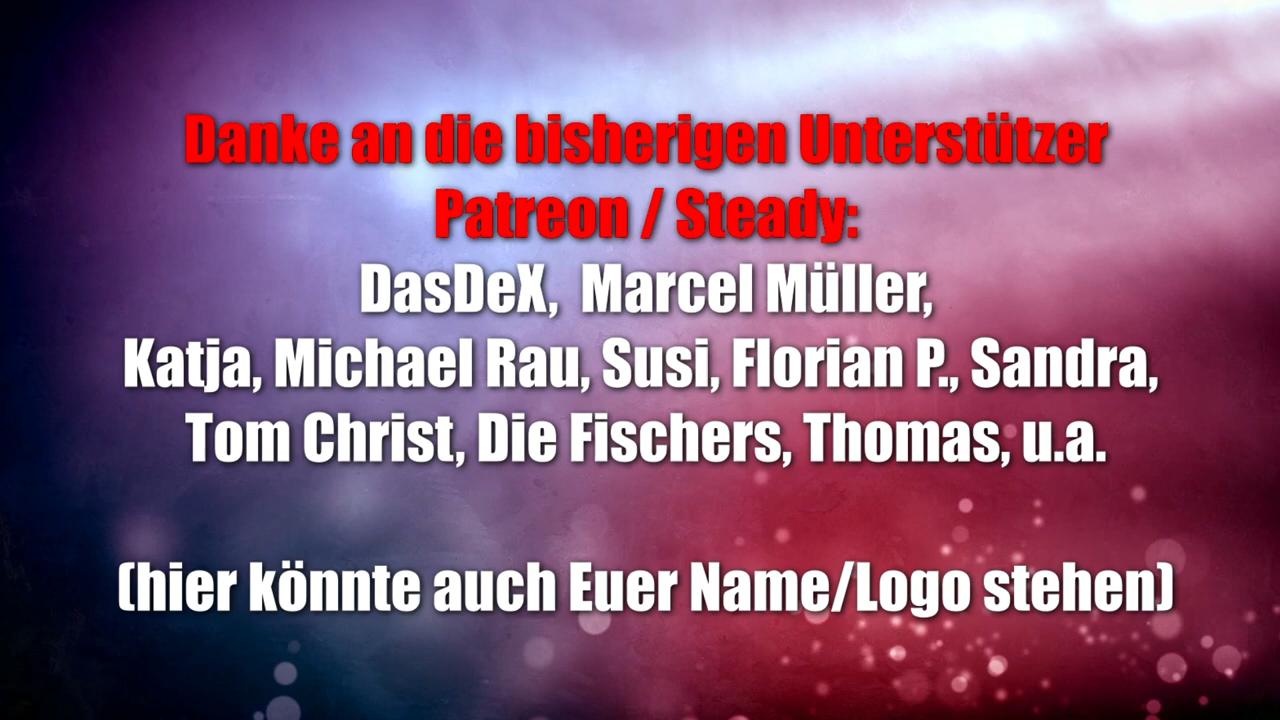 Danke an die bisherigen Unterstützer
Patreon / Steady:
DasDeX, Marcel Müller,
Katja, Michael Rau, Susi, Florian P., Sandra,
Tom Christ, Die Fischers, Thomas, u.a.
(hier könnte auch Euer Name/Logo stehen)